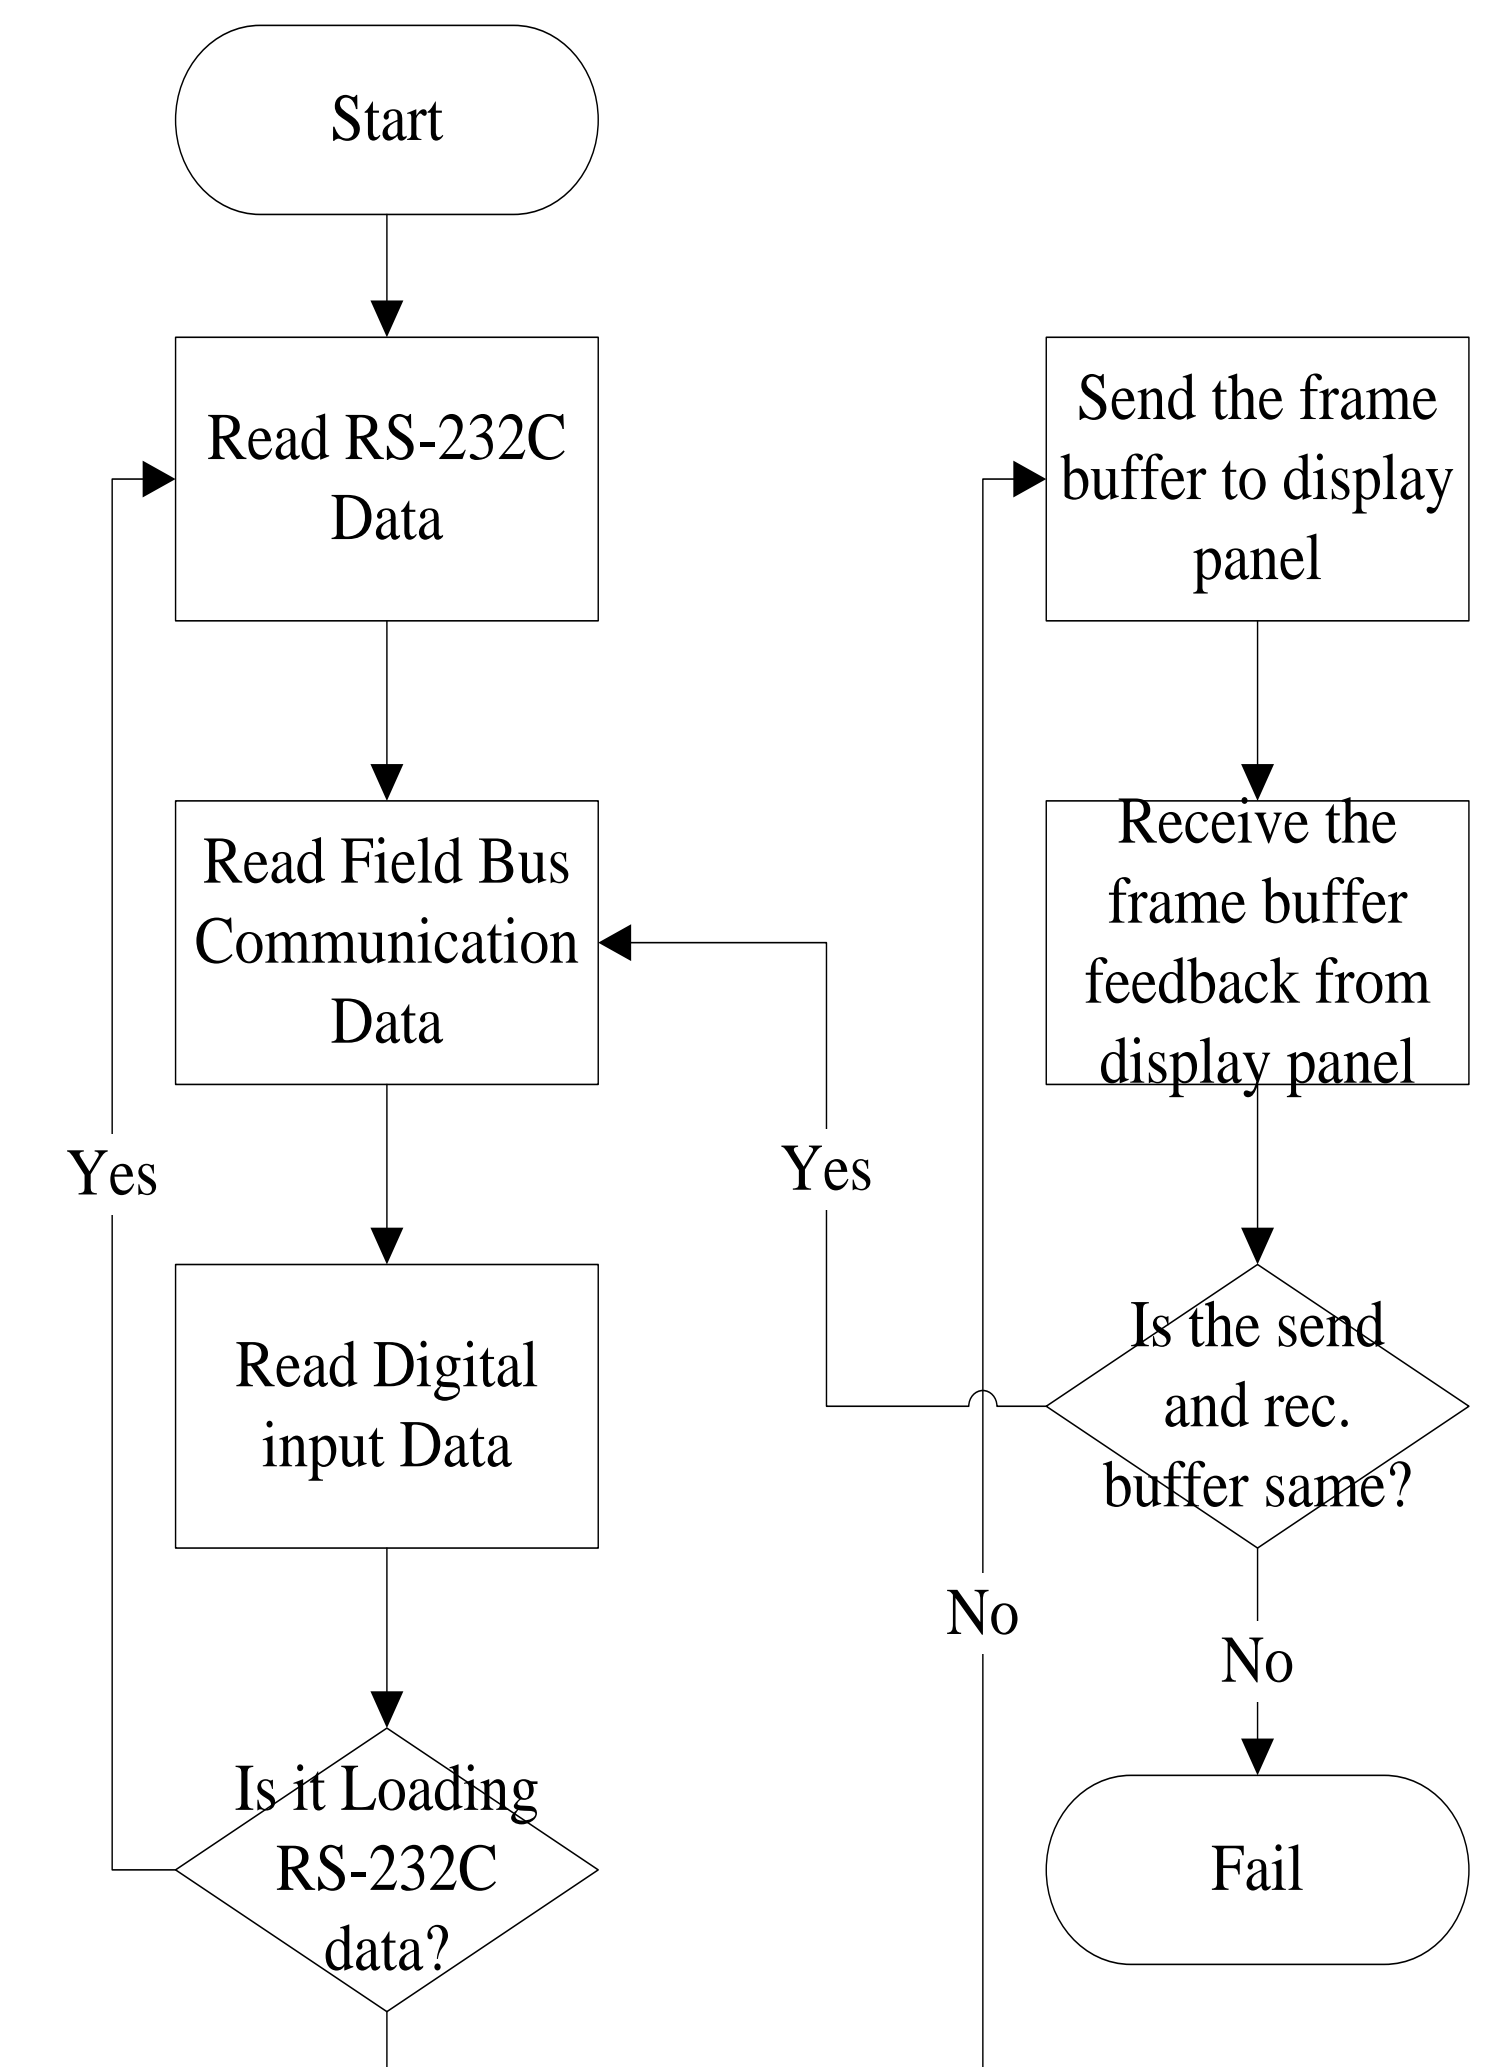 Start
Read RS-232C
Data
Read Field Bus
Communication
Data
Yes
Read Digital
input Data
Is it Loading
RS-232C
data?
Send the frame
buffer to display
panel
Receive the
frame buffer
feedback from
display panel
Yes
Is the send
and rec.
buffer same?
No
No
Fail